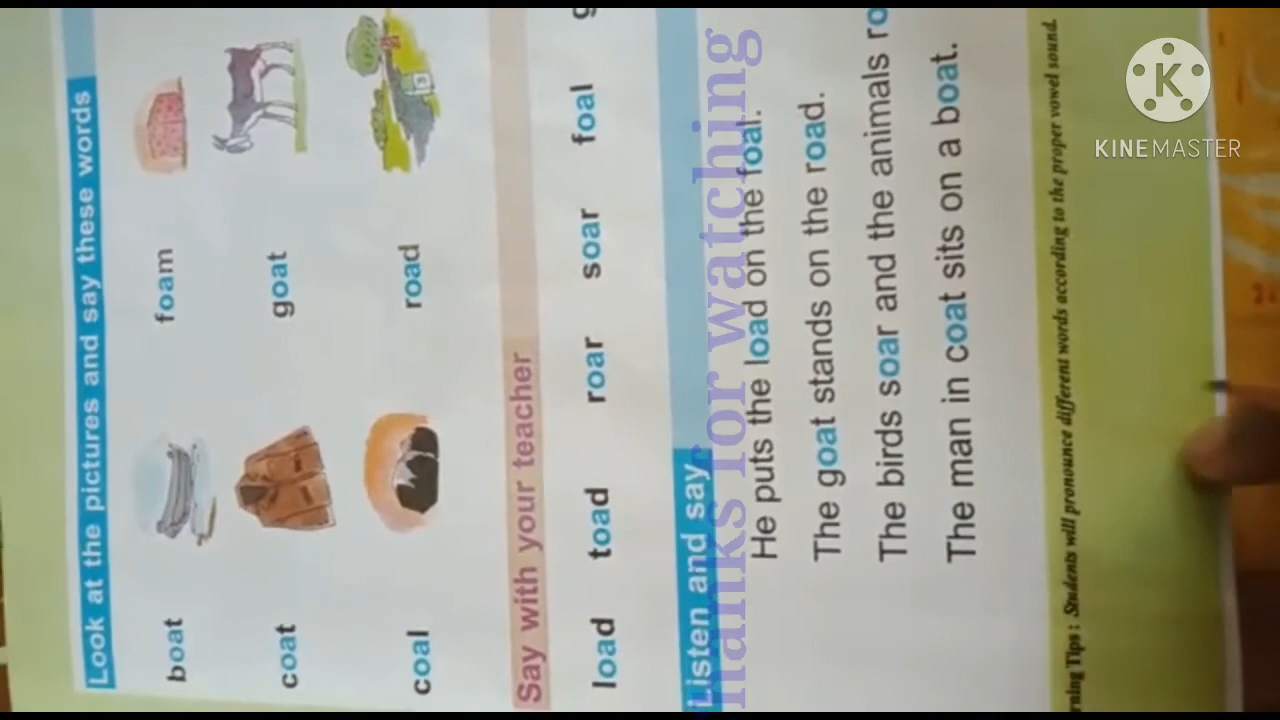 Look at the pictures and say these words
boat foam
coat goat
coal road
Say with your teacher
load toad roar soar foal
Listen and say
thanks for watching
He puts the load on the foal.
The goat stands on the road.
The birds soar and the animals
The man in coat sits on a boat.
Tips : Students will pronounce different words according to the proper vowel sound.
K
KINEMASTER